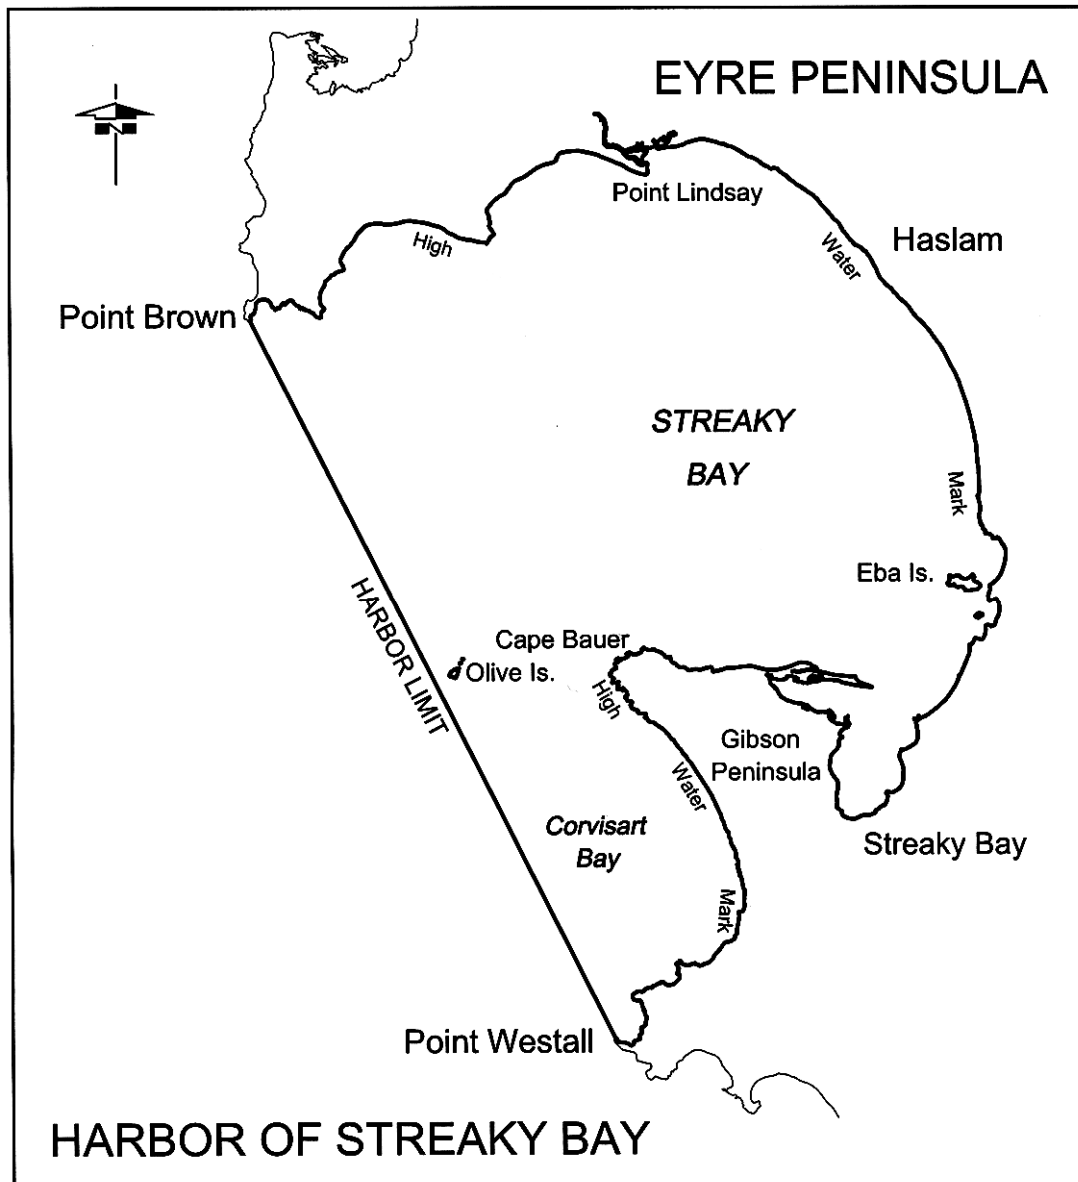 EYRE PENINSULA
N
Point Lindsay
High
Water
Haslam
Point Brown
STREAKY
BAY
Mark
Eba Is.
HARBOR LIMIT
Cape Bauer
Olive Is.
High
Gibson
Peninsula
Water
Corvisart
Bay
Streaky Bay
Mark
Point Westall
HARBOR OF STREAKY BAY